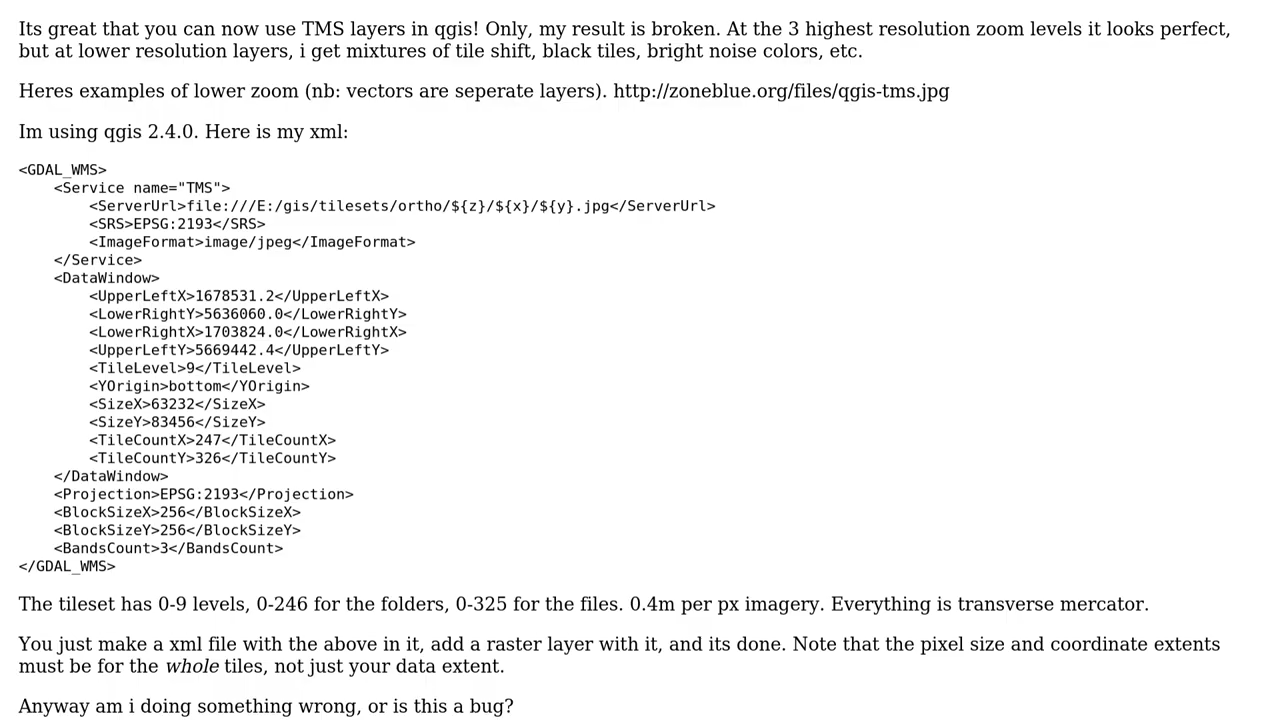 Its great that you can now use TMS layers in qgis! Only, my result is broken. At the 3 highest resolution zoom levels it looks perfect,
but at lower resolution layers, i get mixtures of tile shift, black tiles, bright noise colors, etc.
Heres examples of lower zoom (nb: vectors are seperate layers). http://zoneblue.org/files/qgis-tms.jpg
Im using qgis 2.4.0. Here is my xml:
<GDAL_WMS>
    <Service name="TMS">
        <ServerUrl>file:///E:/gis/tilesets/ortho/${z}/${x}/${y}.jpg</ServerUrl>
        <SRS>EPSG:2193</SRS>
        <ImageFormat>image/jpeg</ImageFormat>
    </Service>
    <DataWindow>
        <UpperLeftX>1678531.2</UpperLeftX>
        <LowerRightY>5636060.0</LowerRightY>
        <LowerRightX>1703824.0</LowerRightX>
        <UpperLeftY>5669442.4</UpperLeftY>
        <TileLevel>9</TileLevel>
        <YOrigin>bottom</YOrigin>
        <SizeX>63232</SizeX>
        <SizeY>83456</SizeY>
        <TileCountX>247</TileCountX>
        <TileCountY>326</TileCountY>
    </DataWindow>
    <Projection>EPSG:2193</Projection>
    <BlockSizeX>256</BlockSizeX>
    <BlockSizeY>256</BlockSizeY>
    <BandsCount>3</BandsCount>
</GDAL_WMS>
The tileset has 0-9 levels, 0-246 for the folders, 0-325 for the files. 0.4m per px imagery. Everything is transverse mercator.
You just make a xml file with the above in it, add a raster layer with it, and its done. Note that the pixel size and coordinate extents
must be for the whole tiles, not just your data extent.
Anyway am i doing something wrong, or is this a bug?